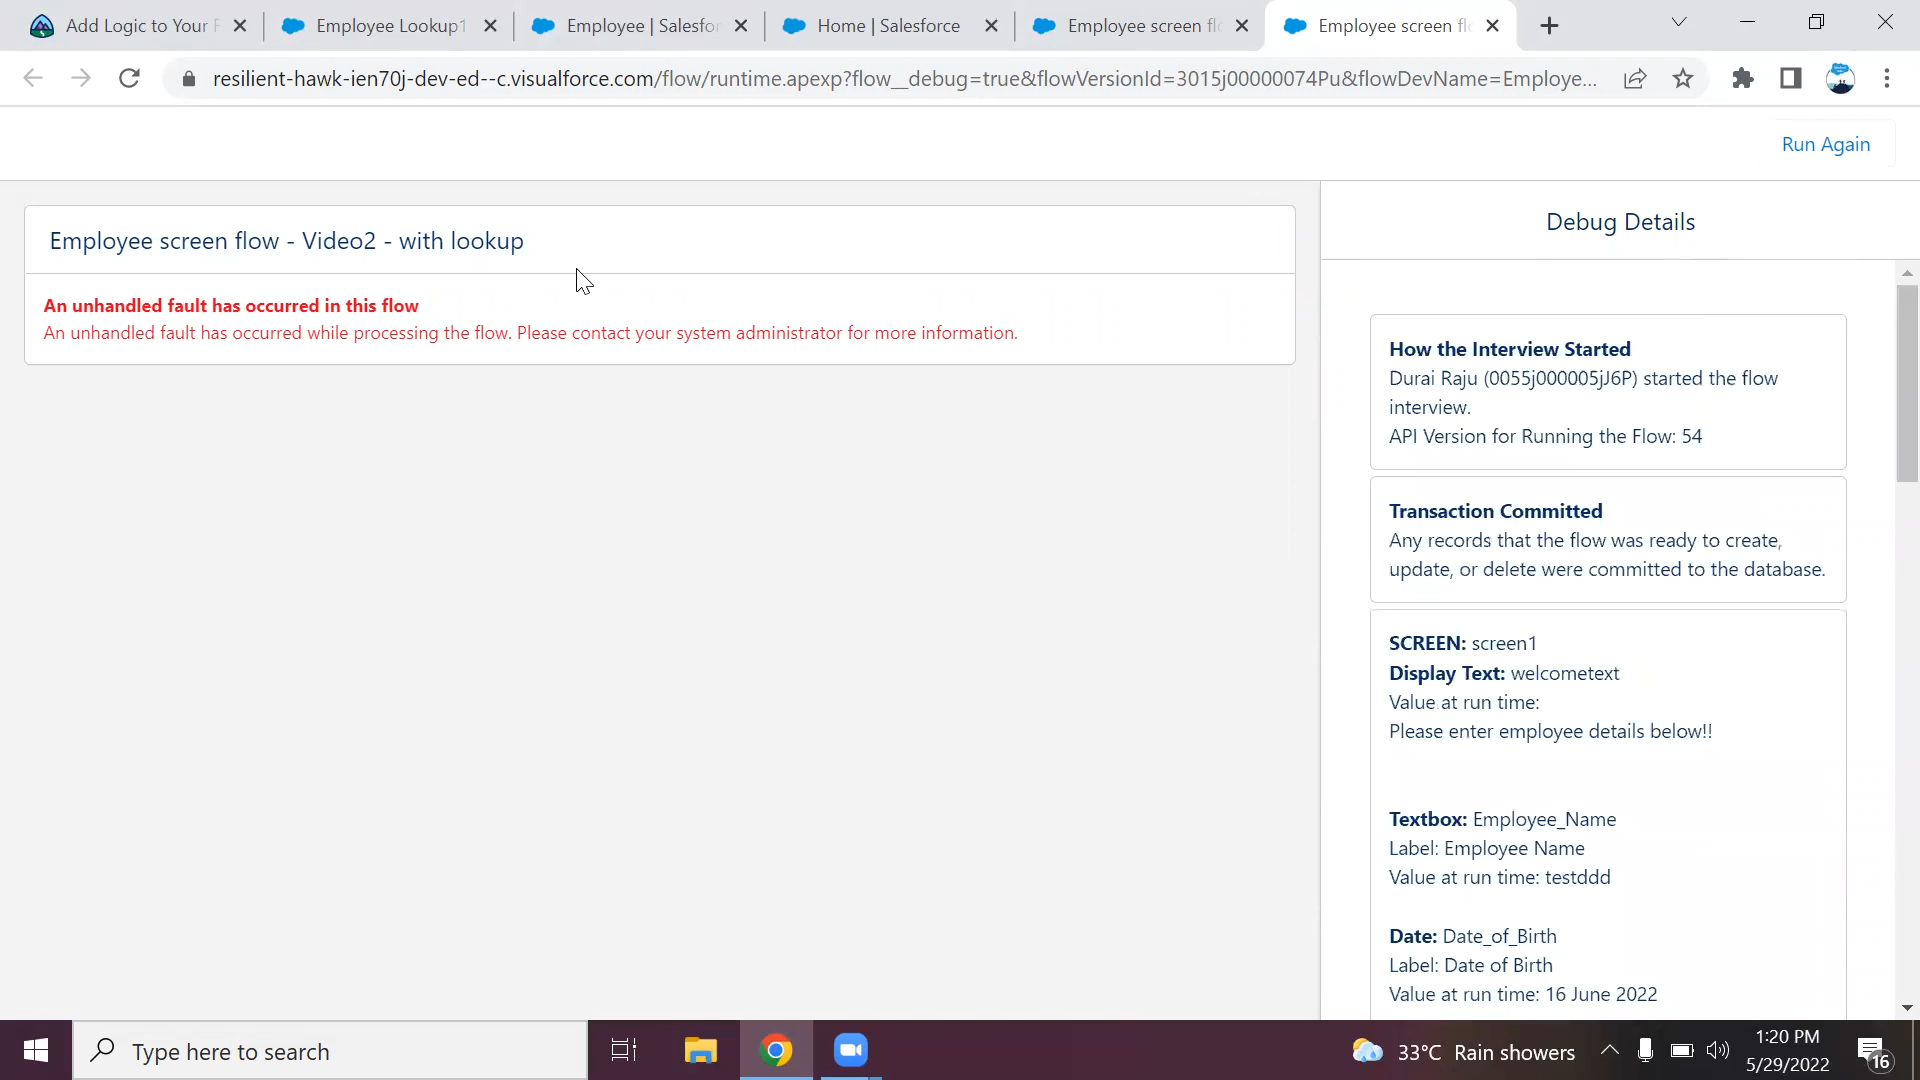 Add Logic to Your F
Employee Lookup1
Employee | Salesfor
Home | Salesforce
Employee screen flo
Employee screen flo
resilient-hawk-ien70j-dev-ed--c.visualforce.com/flow/runtime.apexp?flow__debug=true&flowVersionId=3015j00000074Pu&flowDevName=Employe...
Run Again
Employee screen flow - Video2 - with lookup
An unhandled fault has occurred in this flow
An unhandled fault has occurred while processing the flow. Please contact your system administrator for more information.
Debug Details
How the Interview Started
Durai Raju (0055j000005jJ6P) started the flow
interview.
API Version for Running the Flow: 54
Transaction Committed
Any records that the flow was ready to create,
update, or delete were committed to the database.
SCREEN: screen1
Display Text: welcometext
Value at run time:
Please enter employee details below!!
Textbox: Employee_Name
Label: Employee Name
Value at run time: testddd
Date: Date_of_Birth
Label: Date of Birth
Value at run time: 16 June 2022
Type here to search
33°C Rain showers
1:20 PM
5/29/2022
16